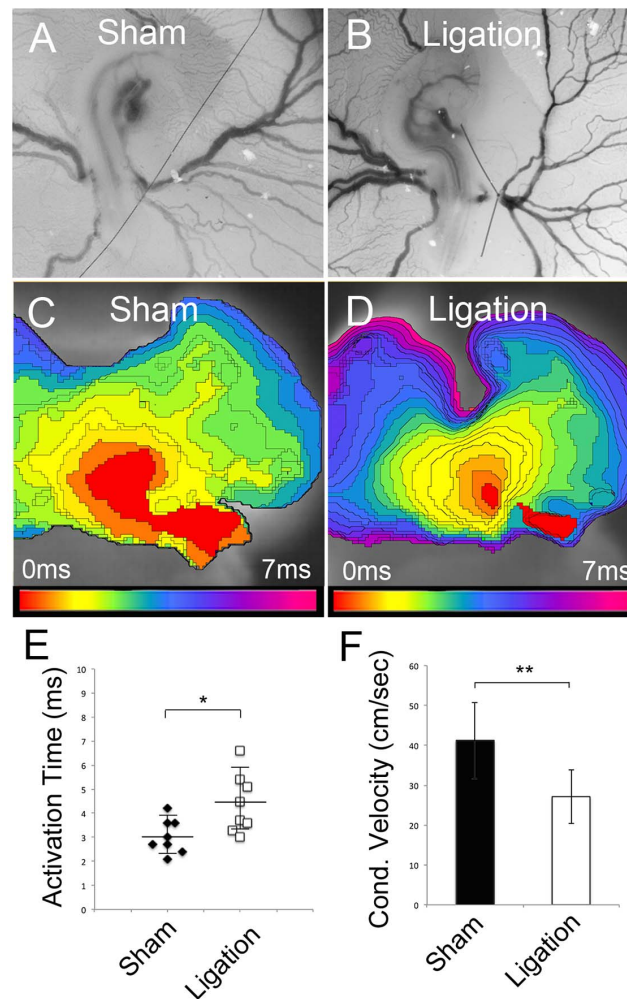 A Sham
B Ligation
C Sham
D Ligation
0ms 7ms
0ms 7ms
E
Activation Time (ms)
10
9
8
7
6
5
4
3
2
1
0
*
Sham
Ligation
F
Cond. Velocity (cm/sec)
60
50
40
30
20
10
0
**
Sham
Ligation